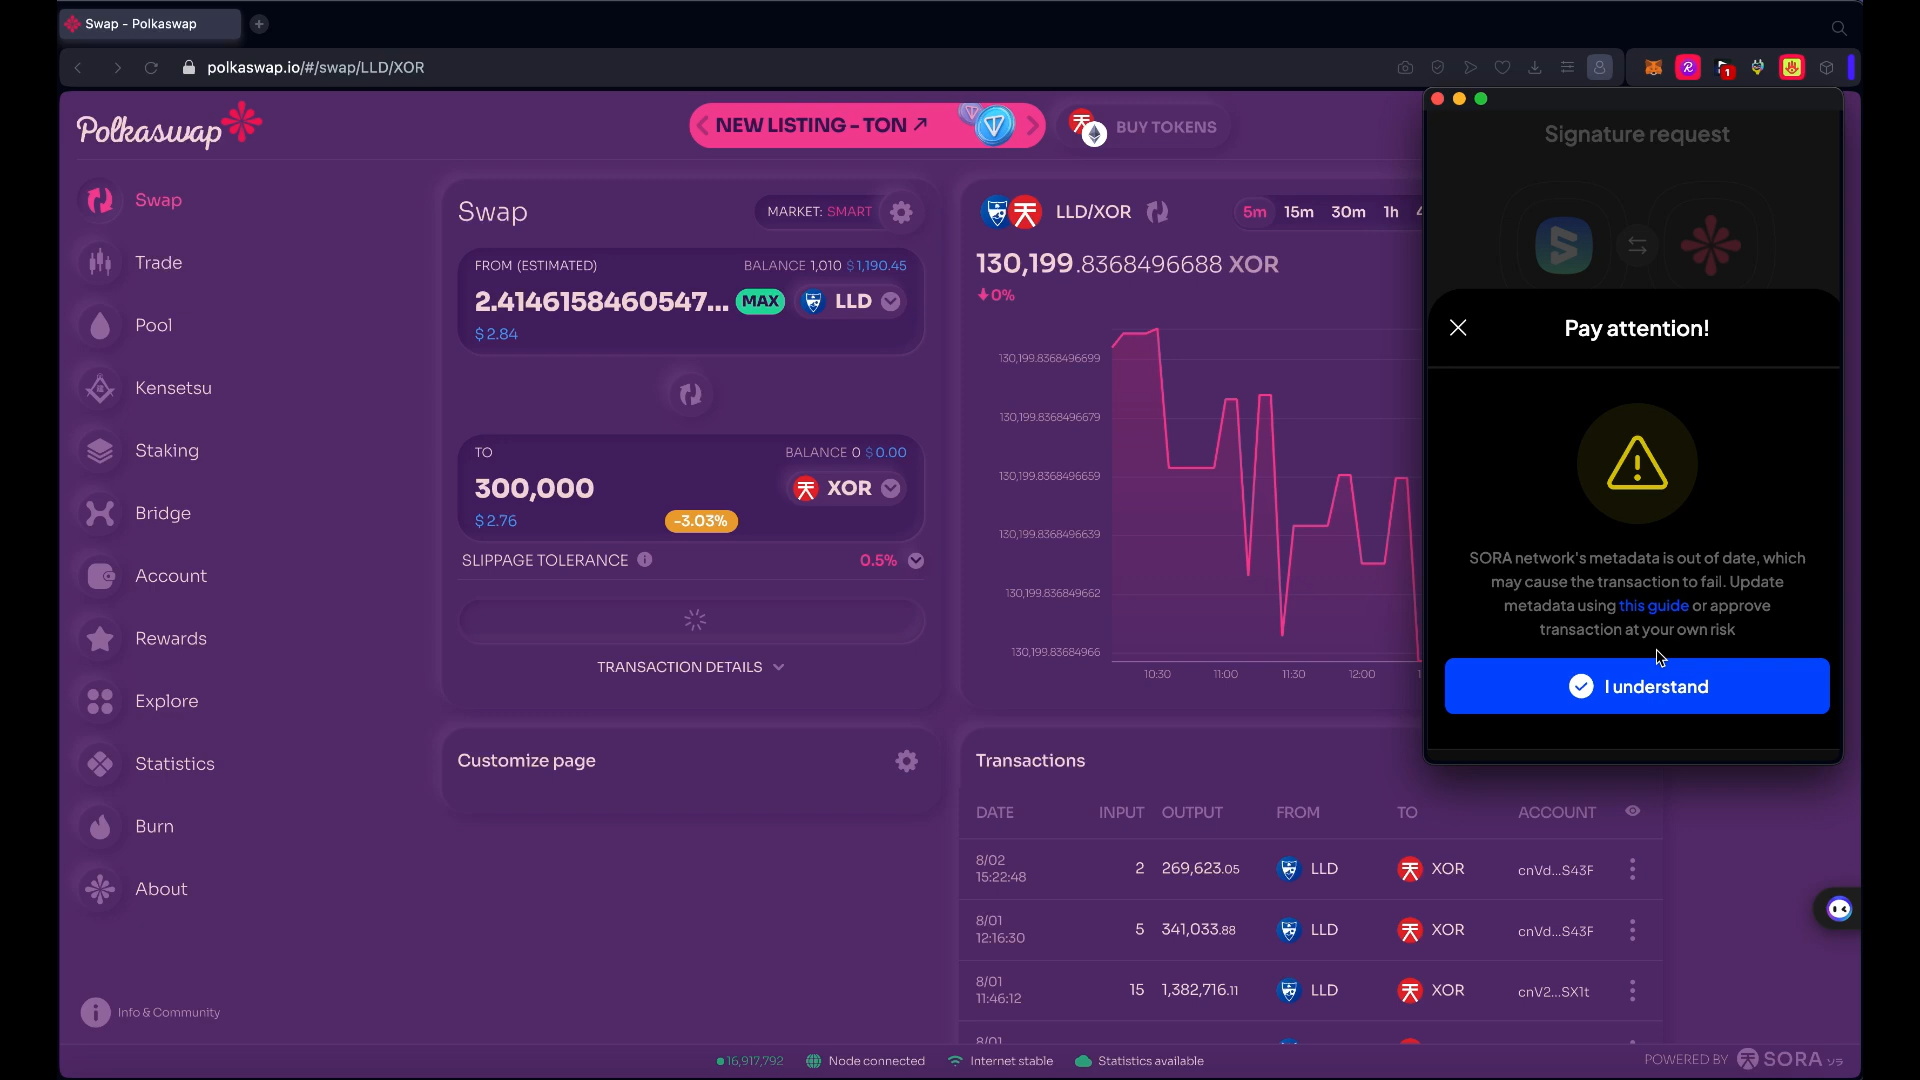 Swap - Polkaswap
polkaswap.io/#/swap/LLD/XOR
1
Polkaswap
NEW LISTING - TON ↗
BUY TOKENS
Swap
Trade
Pool
Kensetsu
Staking
Bridge
Account
Rewards
Explore
Statistics
Burn
About
Info & Community
Swap
MARKET: SMART
FROM (ESTIMATED)
BALANCE 1,010 $1,190.45
2.4146158460547... MAX LLD
$2.84
TO
BALANCE 0 $0.00
300,000 XOR
$2.76
-3.03%
SLIPPAGE TOLERANCE
0.5%
TRANSACTION DETAILS
Customize page
LLD/XOR
5m 15m 30m 1h
130,199.8368496688 XOR
0%
130,199.8368496699
130,199.8368496679
130,199.8368496659
130,199.8368496639
130,199.836849662
130,199.83684966
10:30 11:00 11:30 12:00
Transactions
DATE INPUT OUTPUT FROM TO ACCOUNT
8/02
15:22:48
2 269,623.05 LLD XOR cnVd...S43F
8/01
12:16:30
5 341,033.88 LLD XOR cnVd...S43F
8/01
11:46:12
15 1,382,716.11 LLD XOR cnV2...SX1t
8/01
Signature request
Pay attention!
SORA network's metadata is out of date, which
may cause the transaction to fail. Update
metadata using this guide or approve
transaction at your own risk
I understand
16,917,792
Node connected
Internet stable
Statistics available
POWERED BY SORA